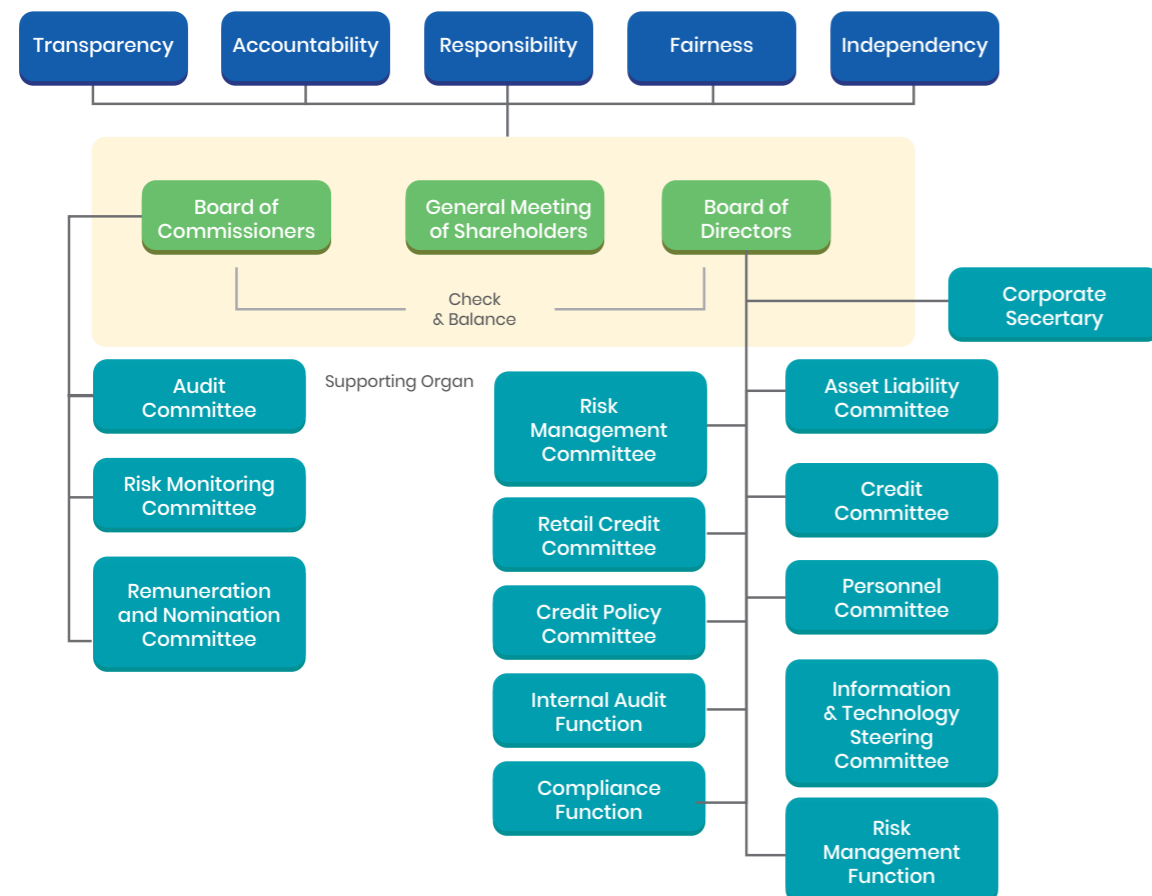 Transparency
Accountability
Responsibility
Fairness
Independency
Board of
Commissioners
General Meeting
of Shareholders
Board of
Directors
Check
& Balance
Corporate
Secertary
Supporting Organ
Audit
Committee
Risk Monitoring
Committee
Remuneration
and Nomination
Committee
Risk
Management
Committee
Retail Credit
Committee
Credit Policy
Committee
Internal Audit
Function
Compliance
Function
Asset Liability
Committee
Credit
Committee
Personnel
Committee
Information
& Technology
Steering
Committee
Risk
Management
Function